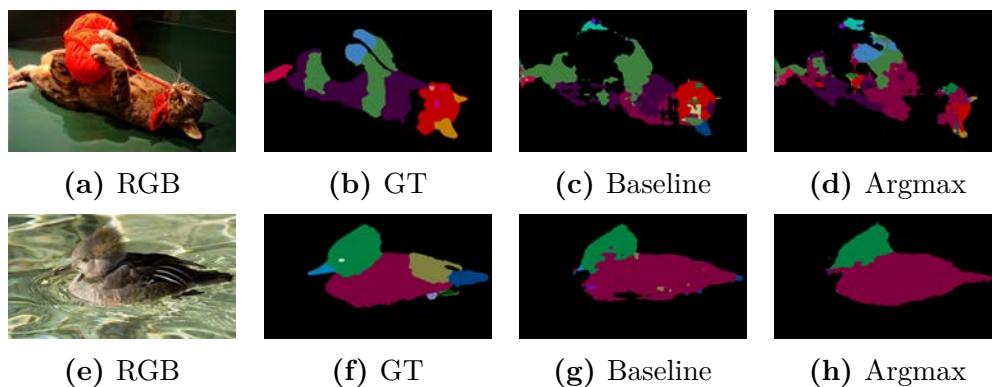 (a) RGB (b) GT (c) Baseline (d) Argmax
(e) RGB (f) GT (g) Baseline (h) Argmax